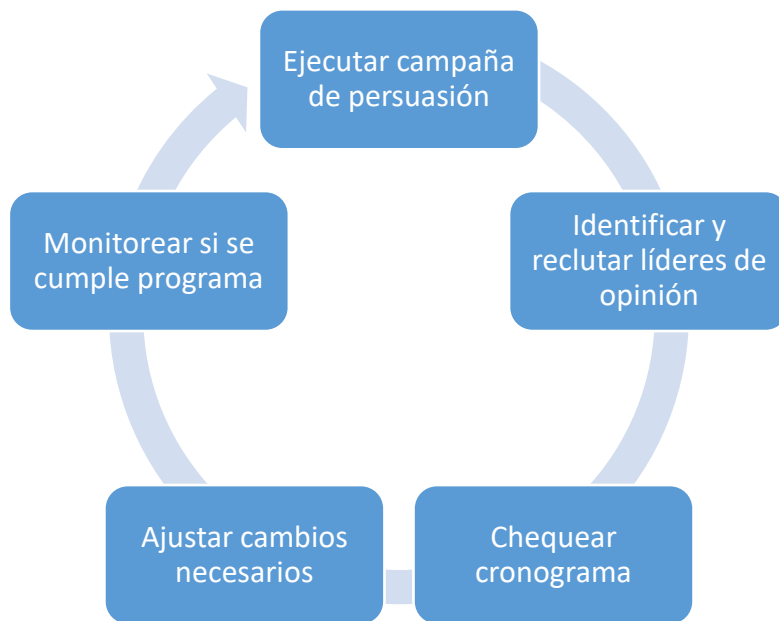 Ejecutar campaña
de persuasión
Identificar y
reclutar líderes de
opinión
Chequear
cronograma
Ajustar cambios
necesarios
Monitorear si se
cumple programa